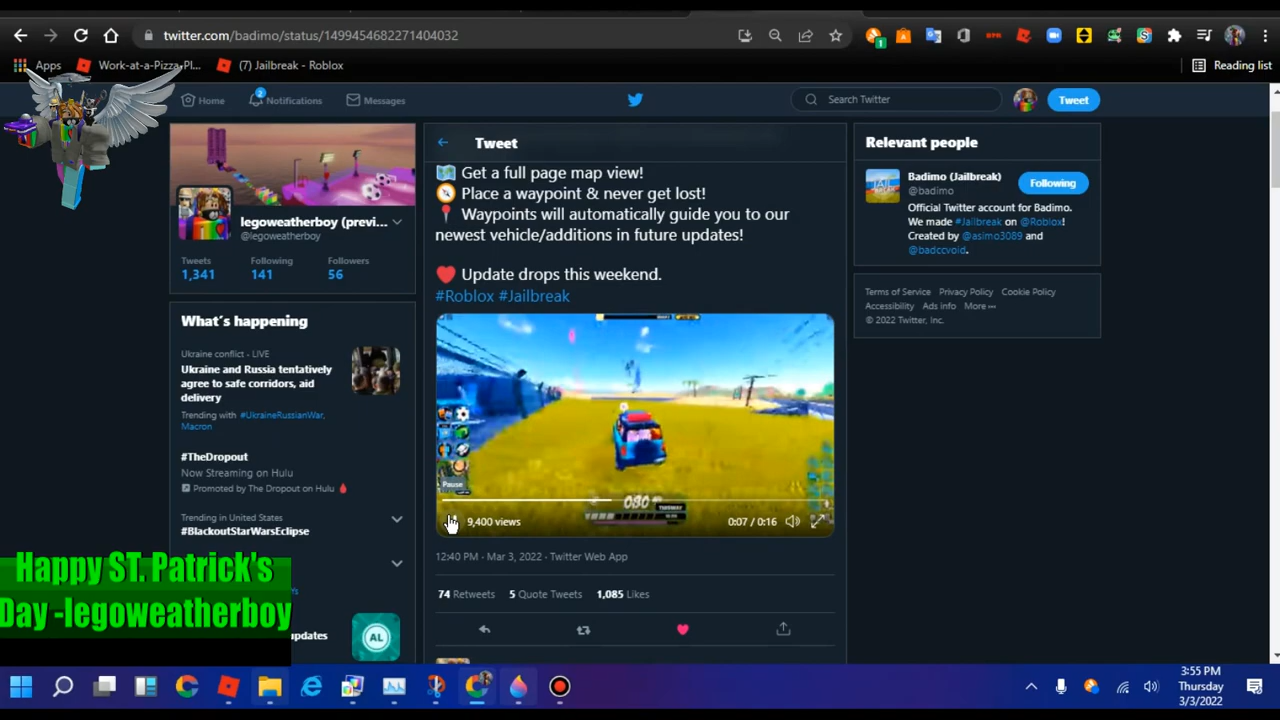 twitter.com/badimo/status/1499454682271404032
Apps
Work-at-a-Pizza-Pl...
(7) Jailbreak - Roblox
Reading list
Home
2
Notifications
Messages
Search Twitter
Tweet
legoweatherboy (previ...
@legoweatherboy
Tweets
Following
Followers
1,341
141
56
What's happening
Ukraine conflict - LIVE
Ukraine and Russia tentatively
agree to safe corridors, aid
delivery
Trending with #UkraineRussianWar,
Macron
#TheDropout
Now Streaming on Hulu
Promoted by The Dropout on Hulu
Trending in United States
#BlackoutStarWarsEclipse
updates
AL
Happy ST. Patrick's
Day -legoweatherboy
Tweet
Get a full page map view!
Place a waypoint & never get lost!
Waypoints will automatically guide you to our
newest vehicle/additions in future updates!
Update drops this weekend.
#Roblox #Jailbreak
Pause
080
9,400 views
0:07 / 0:16
12:40 PM · Mar 3, 2022 · Twitter Web App
74 Retweets
5 Quote Tweets
1,085 Likes
Relevant people
Badimo (Jailbreak)
@badimo
Following
Official Twitter account for Badimo.
We made #Jailbreak on @Roblox!
Created by @asimo3089 and
@badccvoid.
Terms of Service Privacy Policy Cookie Policy
Accessibility Ads info More ···
© 2022 Twitter, Inc.
3:55 PM
Thursday
3/3/2022